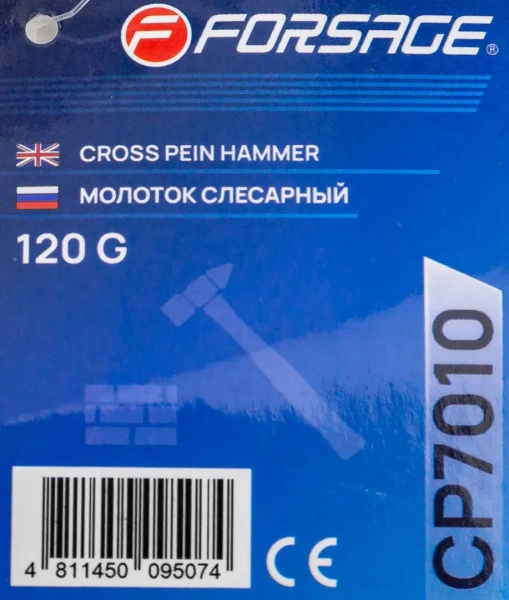 F FORSAGE®
CROSS PEIN HAMMER
МОЛОТОК СЛЕСАРНЫЙ
120 G
CP7010
4 811450 095074
CE